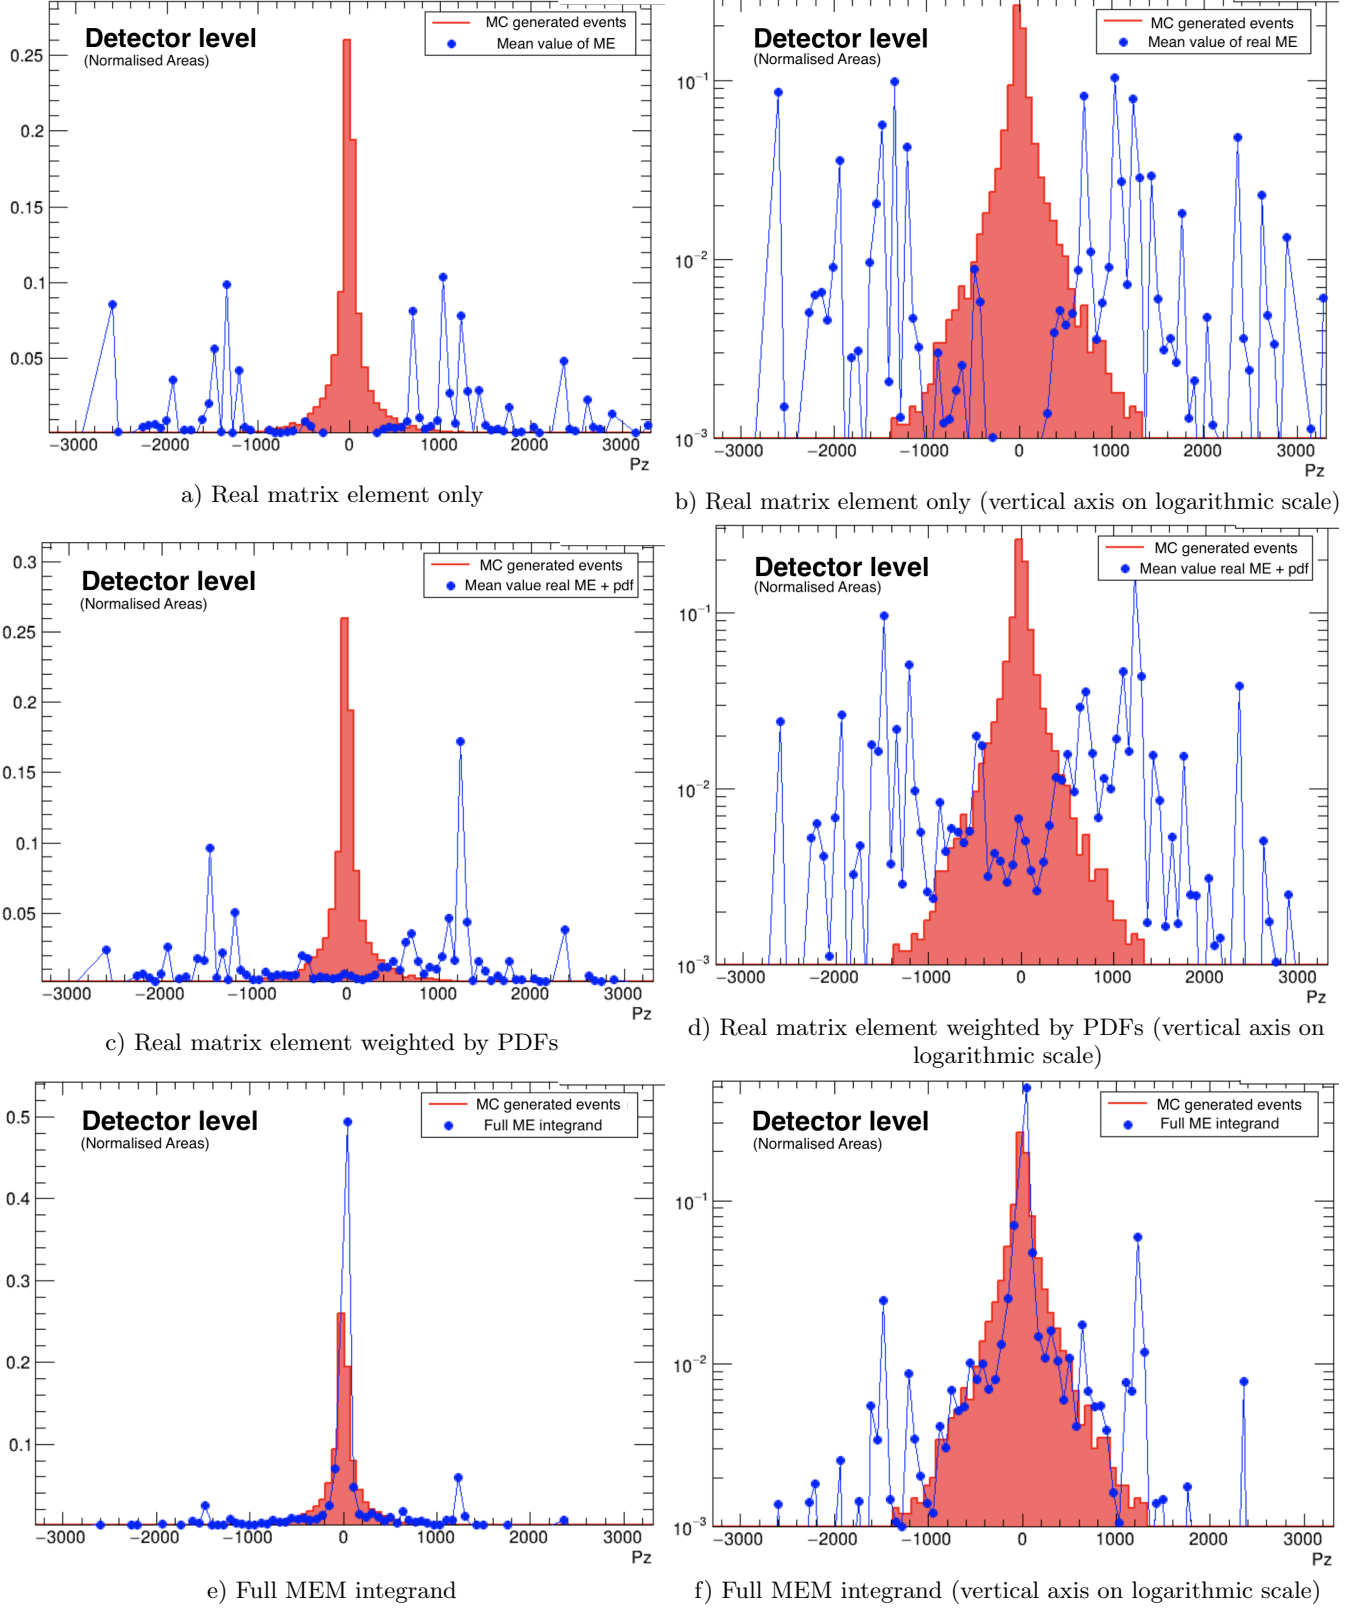 Detector level
(Normalised Areas)
MC generated events
Mean value of ME
0.25
0.2
0.15
0.1
0.05
−3000 −2000 −1000 0 1000 2000 3000
Pz
a) Real matrix element only
Detector level
(Normalised Areas)
MC generated events
Mean value of real ME
10−1
10−2
10−3
−3000 −2000 −1000 0 1000 2000 3000
Pz
b) Real matrix element only (vertical axis on logarithmic scale)
Detector level
(Normalised Areas)
MC generated events
Mean value real ME + pdf
0.3
0.25
0.2
0.15
0.1
0.05
−3000 −2000 −1000 0 1000 2000 3000
Pz
c) Real matrix element weighted by PDFs
Detector level
(Normalised Areas)
MC generated events
Mean value real ME + pdf
10−1
10−2
10−3
−3000 −2000 −1000 0 1000 2000 3000
Pz
d) Real matrix element weighted by PDFs (vertical axis on
logarithmic scale)
Detector level
(Normalised Areas)
MC generated events
Full ME integrand
0.5
0.4
0.3
0.2
0.1
−3000 −2000 −1000 0 1000 2000 3000
Pz
e) Full MEM integrand
Detector level
(Normalised Areas)
MC generated events
Full ME integrand
10−1
10−2
10−3
−3000 −2000 −1000 0 1000 2000 3000
Pz
f) Full MEM integrand (vertical axis on logarithmic scale)